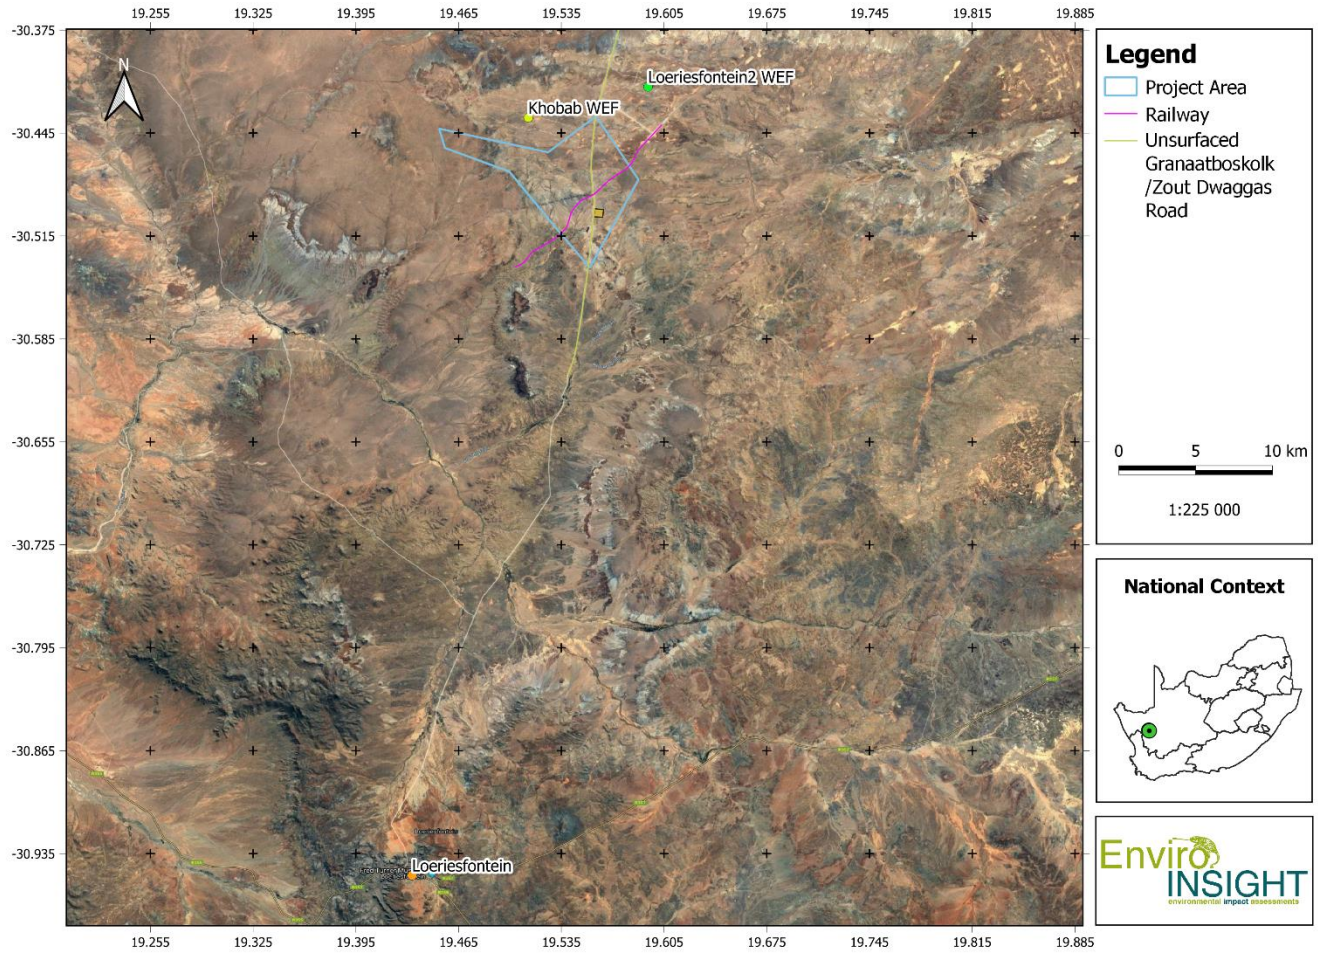 19.255 19.325 19.395 19.465 19.535 19.605 19.675 19.745 19.815 19.885
-30.375
-30.445
-30.515
-30.585
-30.655
-30.725
-30.795
-30.865
-30.935
N
Loeriesfontein2 WEF
Khobab WEF
Loeriesfontein
19.255 19.325 19.395 19.465 19.535 19.605 19.675 19.745 19.815 19.885
Legend
Project Area
Railway
Unsurfaced
Granaatboskolk
/Zout Dwaggas
Road
0 5 10 km
1:225 000
National Context
Enviro
INSIGHT
environmental impact assessments